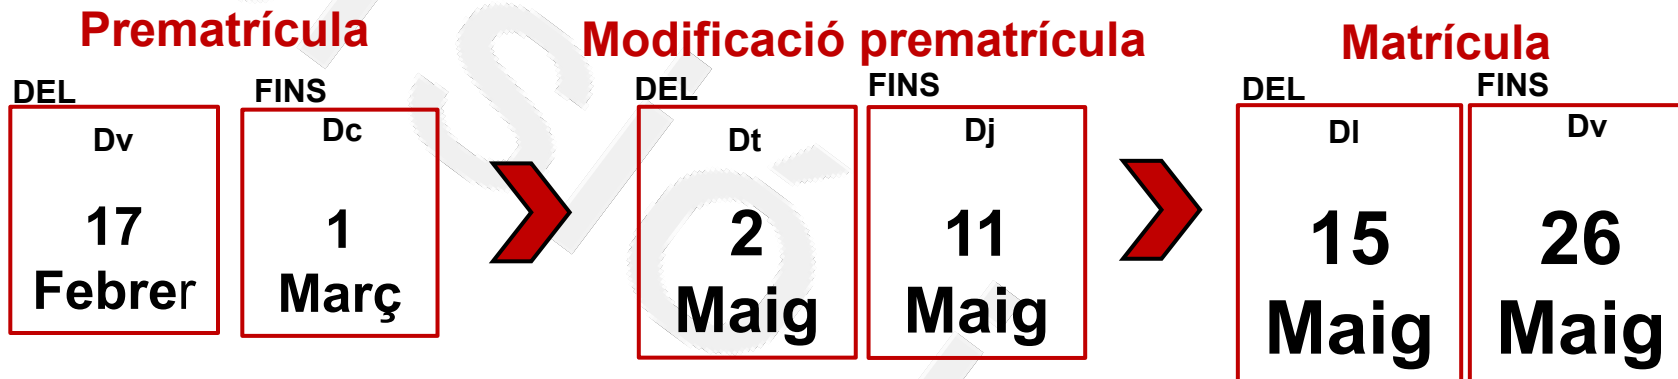 Prematrícula
DEL
FINS
Dv
17
Febrer
Dc
1
Març
Modificació prematrícula
DEL
FINS
Dt
2
Maig
Dj
11
Maig
Matrícula
DEL
FINS
Dl
15
Maig
Dv
26
Maig